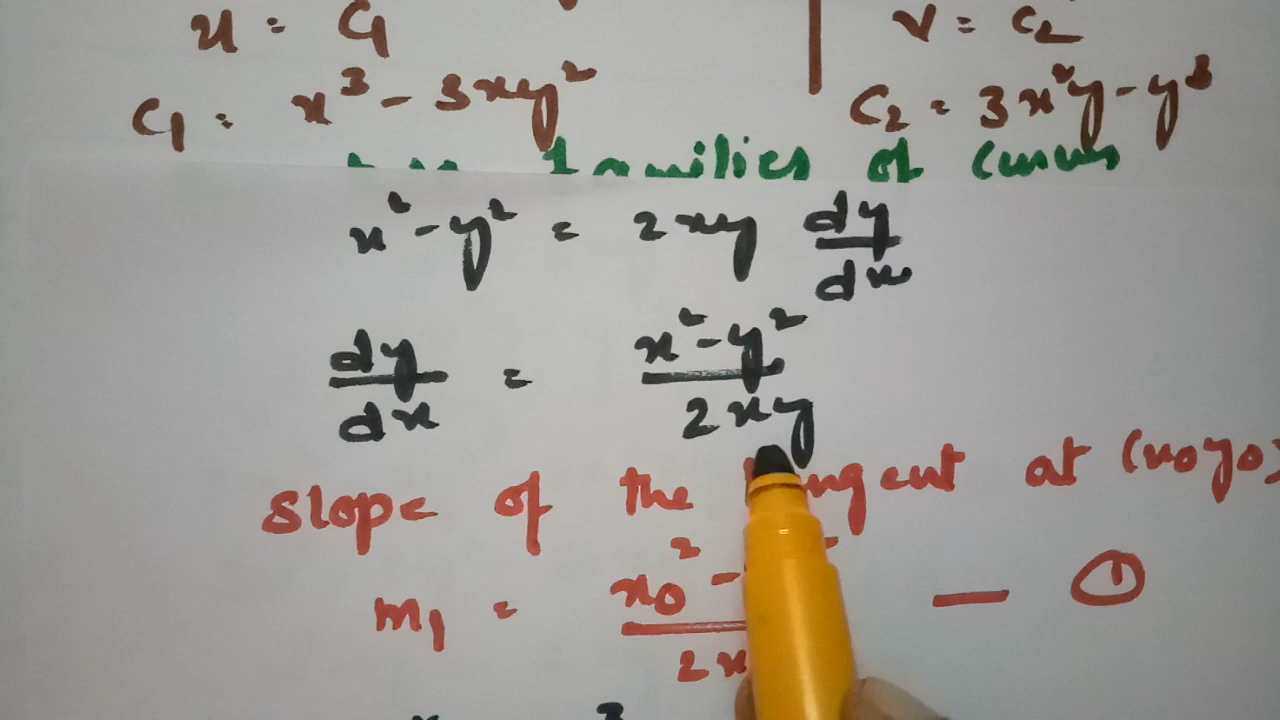 u = C1
V = C2
C1 = x³ - 3xy²
C2 = 3x²y - y³
families of curves
x² - y² = 2xy dy/dx
dy/dx = x² - y² / 2xy
slope of the tangent at (x0 y0)
m1 = x0² - / 2x — ①